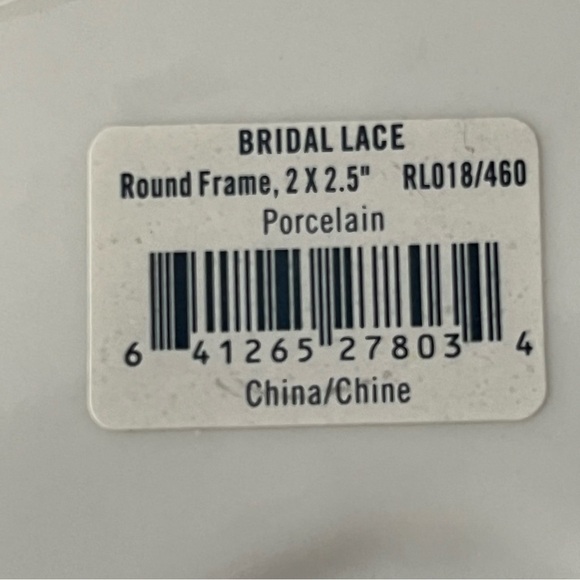 BRIDAL LACE
Round Frame, 2 X 2.5" RL018/460
Porcelain
6 41265 27803 4
China/Chine